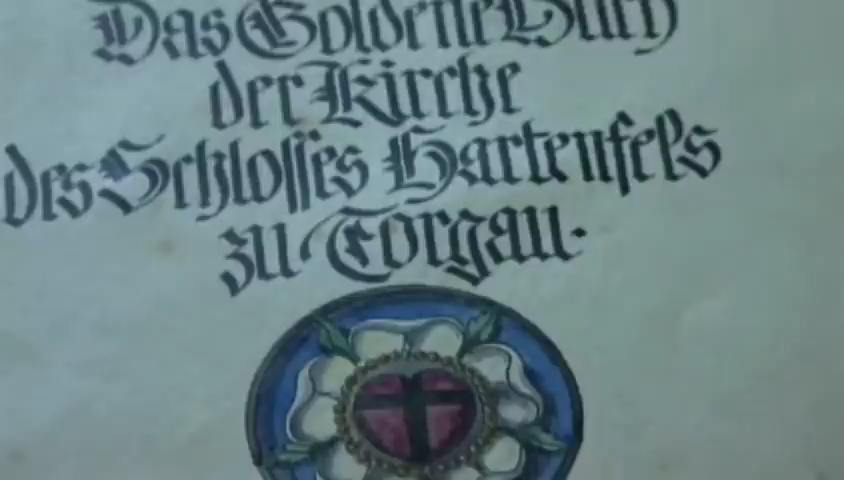 Das Goldene Buch
der Kirche
des Schlosses Hartenfels
zu Torgau.